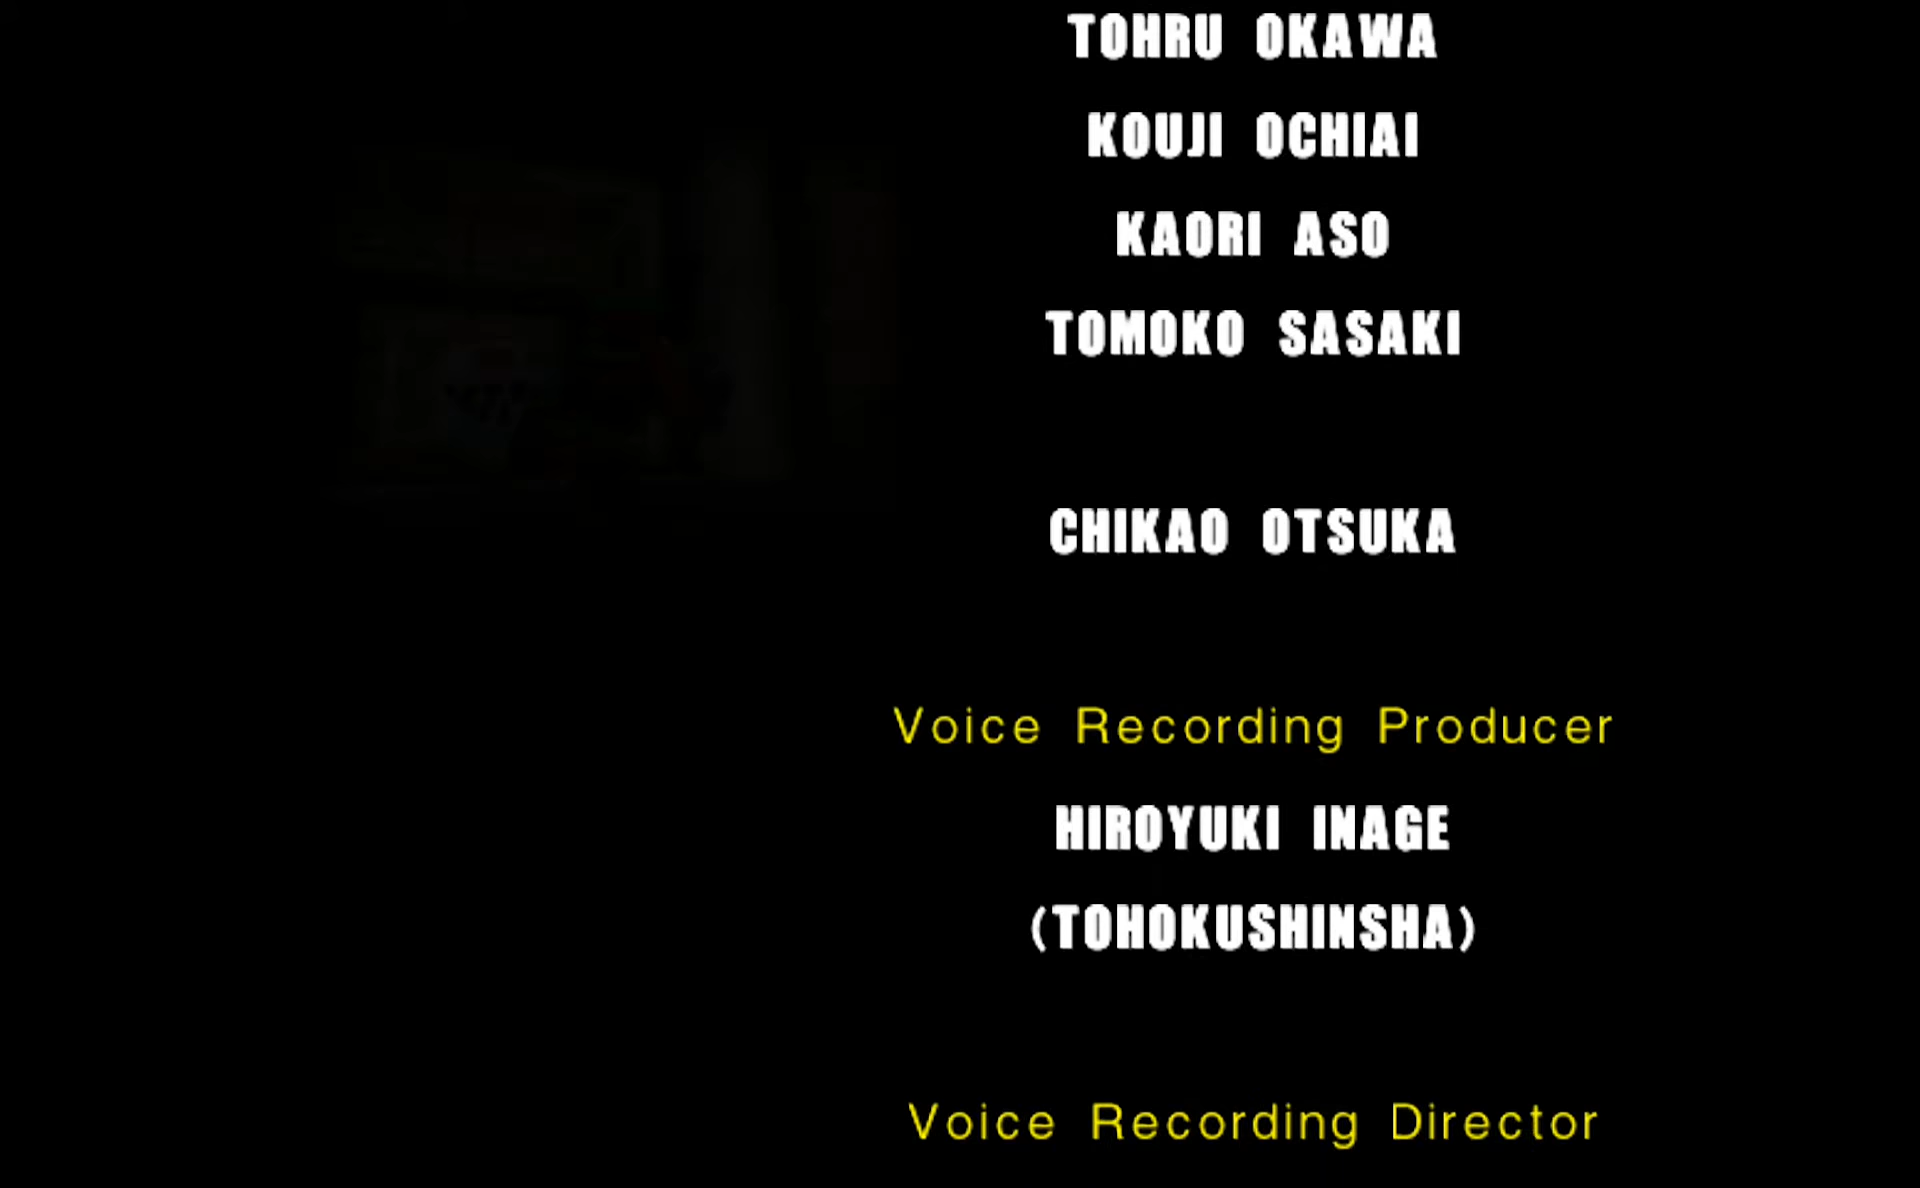 TOHRU OKAWA
KOUJI OCHIAI
KAORI ASO
TOMOKO SASAKI
CHIKAO OTSUKA
Voice Recording Producer
HIROYUKI INAGE
(TOHOKUSHINSHA)
Voice Recording Director